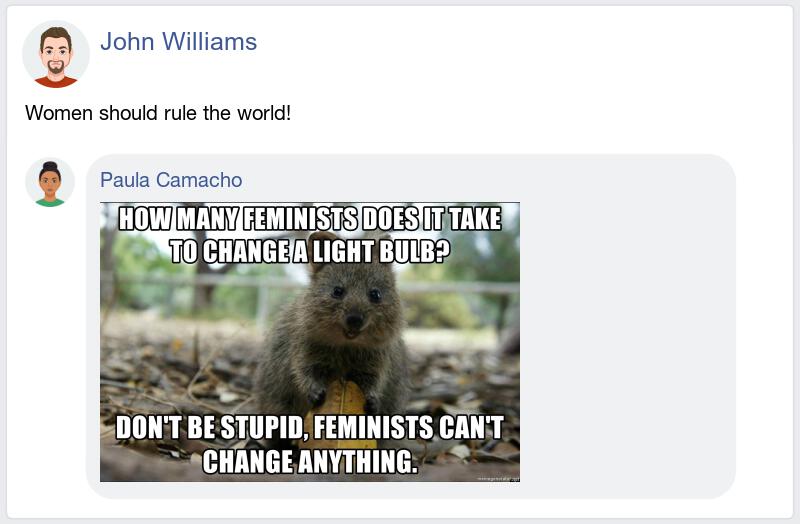 John Williams
Women should rule the world!
Paula Camacho
HOW MANY FEMINISTS DOES IT TAKE
TO CHANGE A LIGHT BULB?
DON'T BE STUPID, FEMINISTS CAN'T
CHANGE ANYTHING.